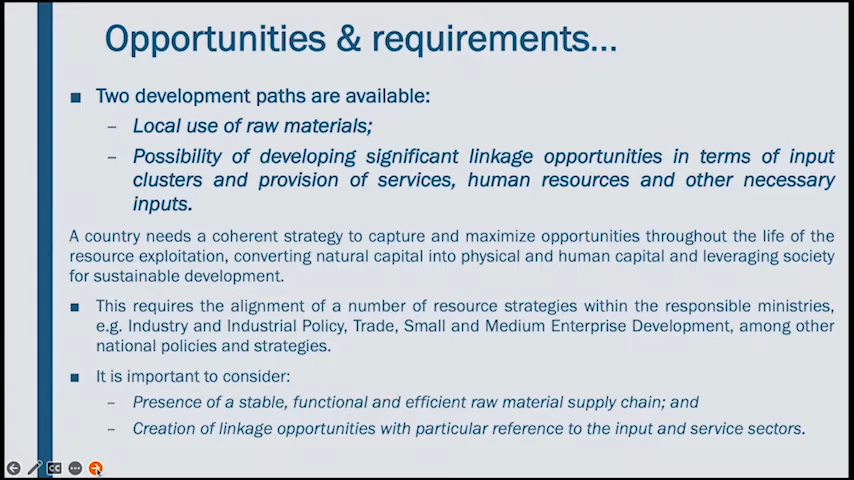 Opportunities & requirements...
■ Two development paths are available:
– Local use of raw materials;
– Possibility of developing significant linkage opportunities in terms of input
clusters and provision of services, human resources and other necessary
inputs.
A country needs a coherent strategy to capture and maximize opportunities throughout the life of the
resource exploitation, converting natural capital into physical and human capital and leveraging society
for sustainable development.
■ This requires the alignment of a number of resource strategies within the responsible ministries,
e.g. Industry and Industrial Policy, Trade, Small and Medium Enterprise Development, among other
national policies and strategies.
■ It is important to consider:
– Presence of a stable, functional and efficient raw material supply chain; and
– Creation of linkage opportunities with particular reference to the input and service sectors.
CC